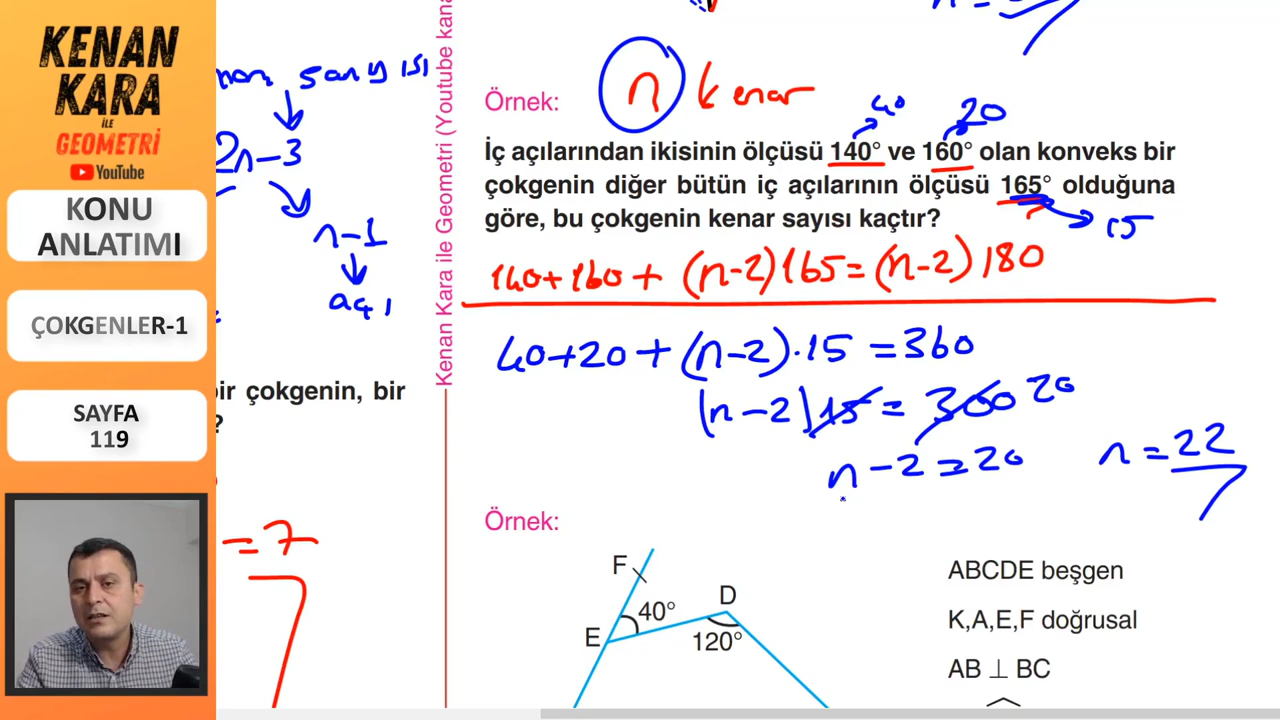 KENAN
KARA
İLE
GEOMETRİ
YouTube
KONU
ANLATIMI
ÇOKGENLER-1
SAYFA
119
sayısı
2n-3
n-1
açı
bir çokgenin, bir
?
= 7
Kenan Kara ile Geometri (Youtube kana
Örnek:
n kenar
40
20
İç açılarından ikisinin ölçüsü 140° ve 160° olan konveks bir
çokgenin diğer bütün iç açılarının ölçüsü 165° olduğuna
göre, bu çokgenin kenar sayısı kaçtır?
15
140+160+(n-2)165=(n-2)180
40+20+(n-2)·15=360
(n-2)15=300 20
n-2=20
n=22
Örnek:
F
40°
D
E
120°
ABCDE beşgen
K,A,E,F doğrusal
AB ⊥ BC